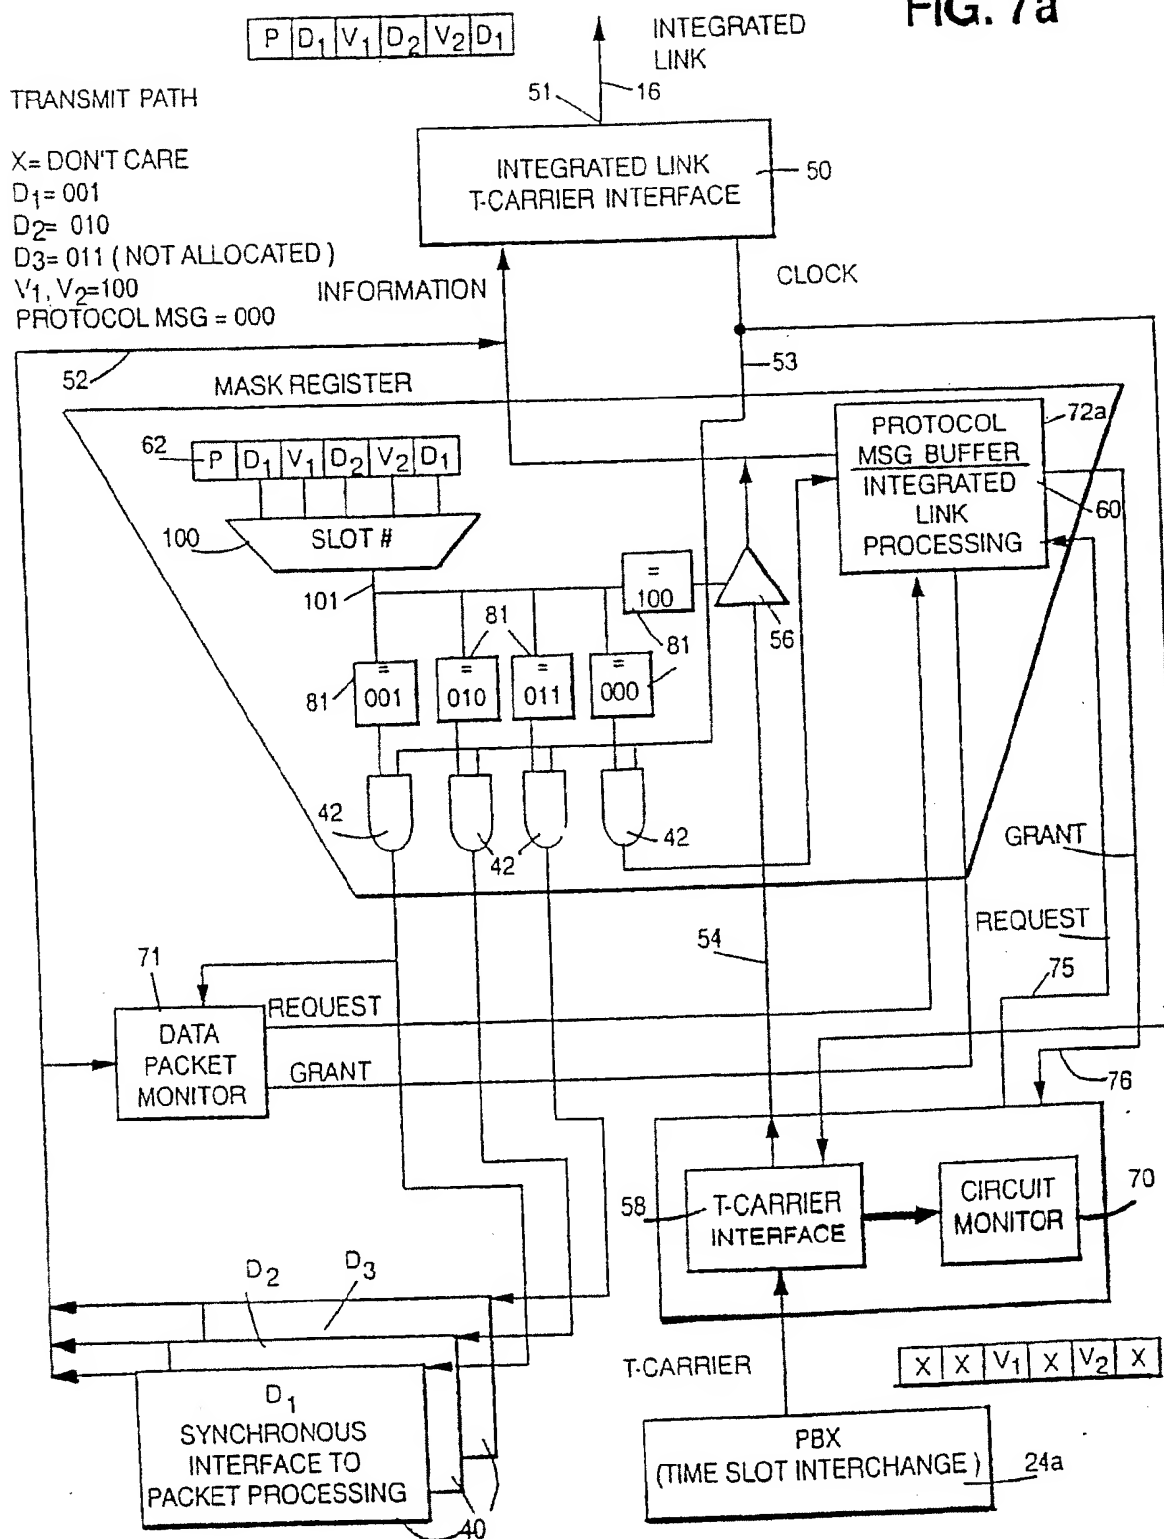 FIG. 7a
P D1 V1 D2 V2 D1
INTEGRATED
LINK
16
51
TRANSMIT PATH
INTEGRATED LINK
T-CARRIER INTERFACE
50
X= DON'T CARE
D1= 001
D2= 010
D3= 011 ( NOT ALLOCATED )
V1, V2=100
PROTOCOL MSG = 000
INFORMATION
CLOCK
52
53
MASK REGISTER
62
P D1 V1 D2 V2 D1
PROTOCOL
MSG BUFFER
INTEGRATED
LINK
PROCESSING
72a
60
100
SLOT #
101
= 100
81
56
81
81
81
= 001
= 010
= 011
= 000
42
42
42
GRANT
REQUEST
54
75
71
DATA
PACKET
MONITOR
REQUEST
GRANT
76
58
T-CARRIER
INTERFACE
CIRCUIT
MONITOR
70
D2
D3
D1
SYNCHRONOUS
INTERFACE TO
PACKET PROCESSING
40
T-CARRIER
X X V1 X V2 X
PBX
(TIME SLOT INTERCHANGE )
24a